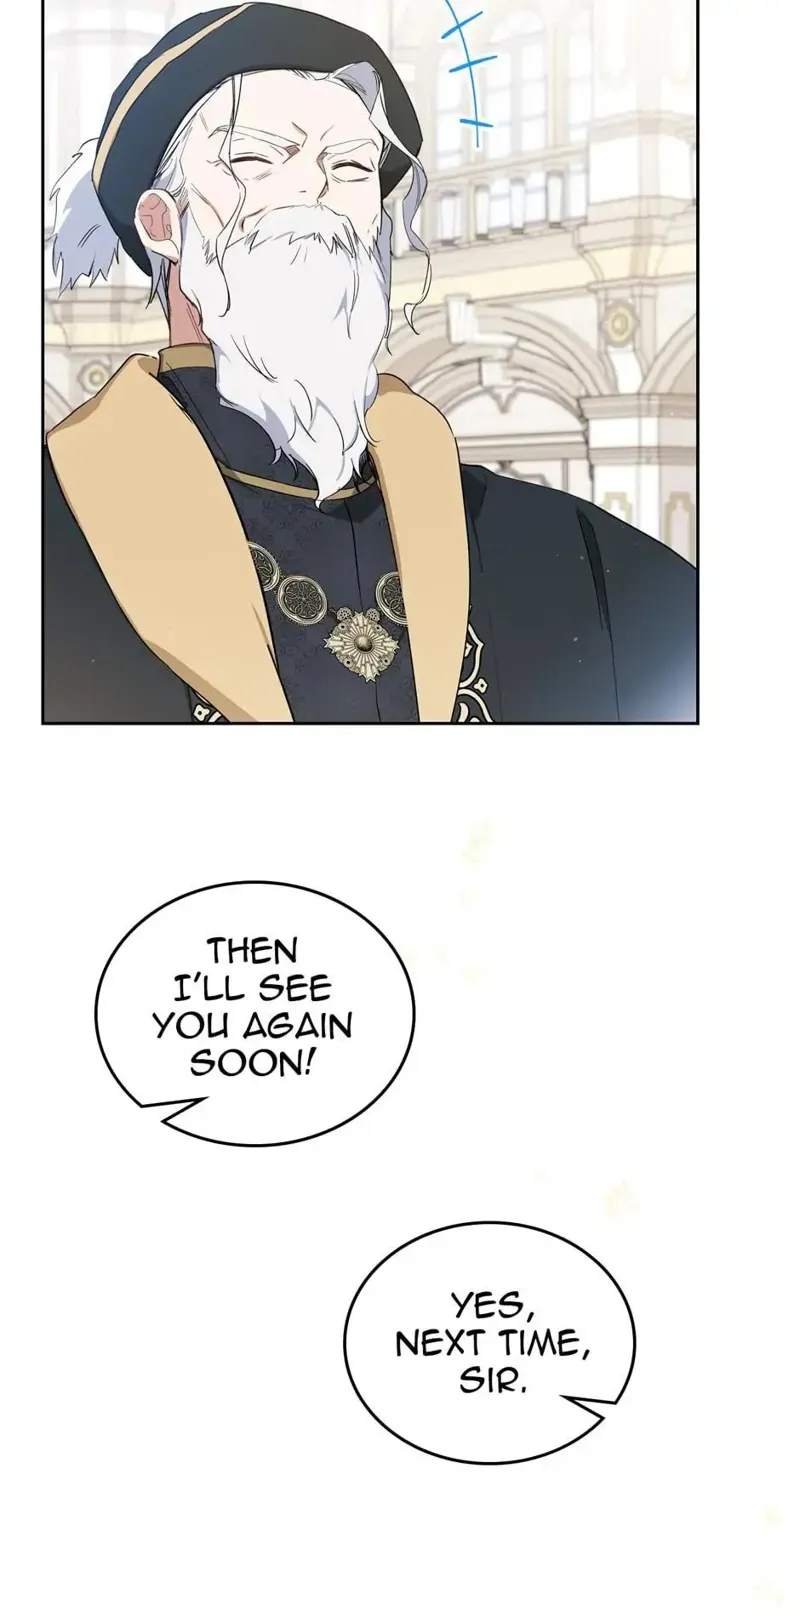 THEN
I'LL SEE
YOU AGAIN
SOON!
YES,
NEXT TIME,
SIR.